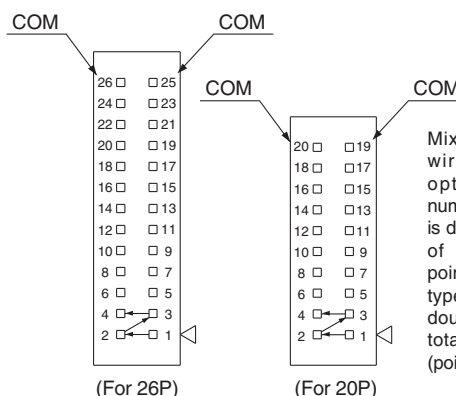 COM COM
26 25
24 23
22 21
20 19
18 17
16 15
14 13
12 11
10 9
8 7
6 5
4 3
2 1
(For 26P)
COM COM
20 19
18 17
16 15
14 13
12 11
10 9
8 7
6 5
4 3
2 1
(For 20P)
Mix
wir
opt
num
is d
of
poin
type
dou
tota
(poi